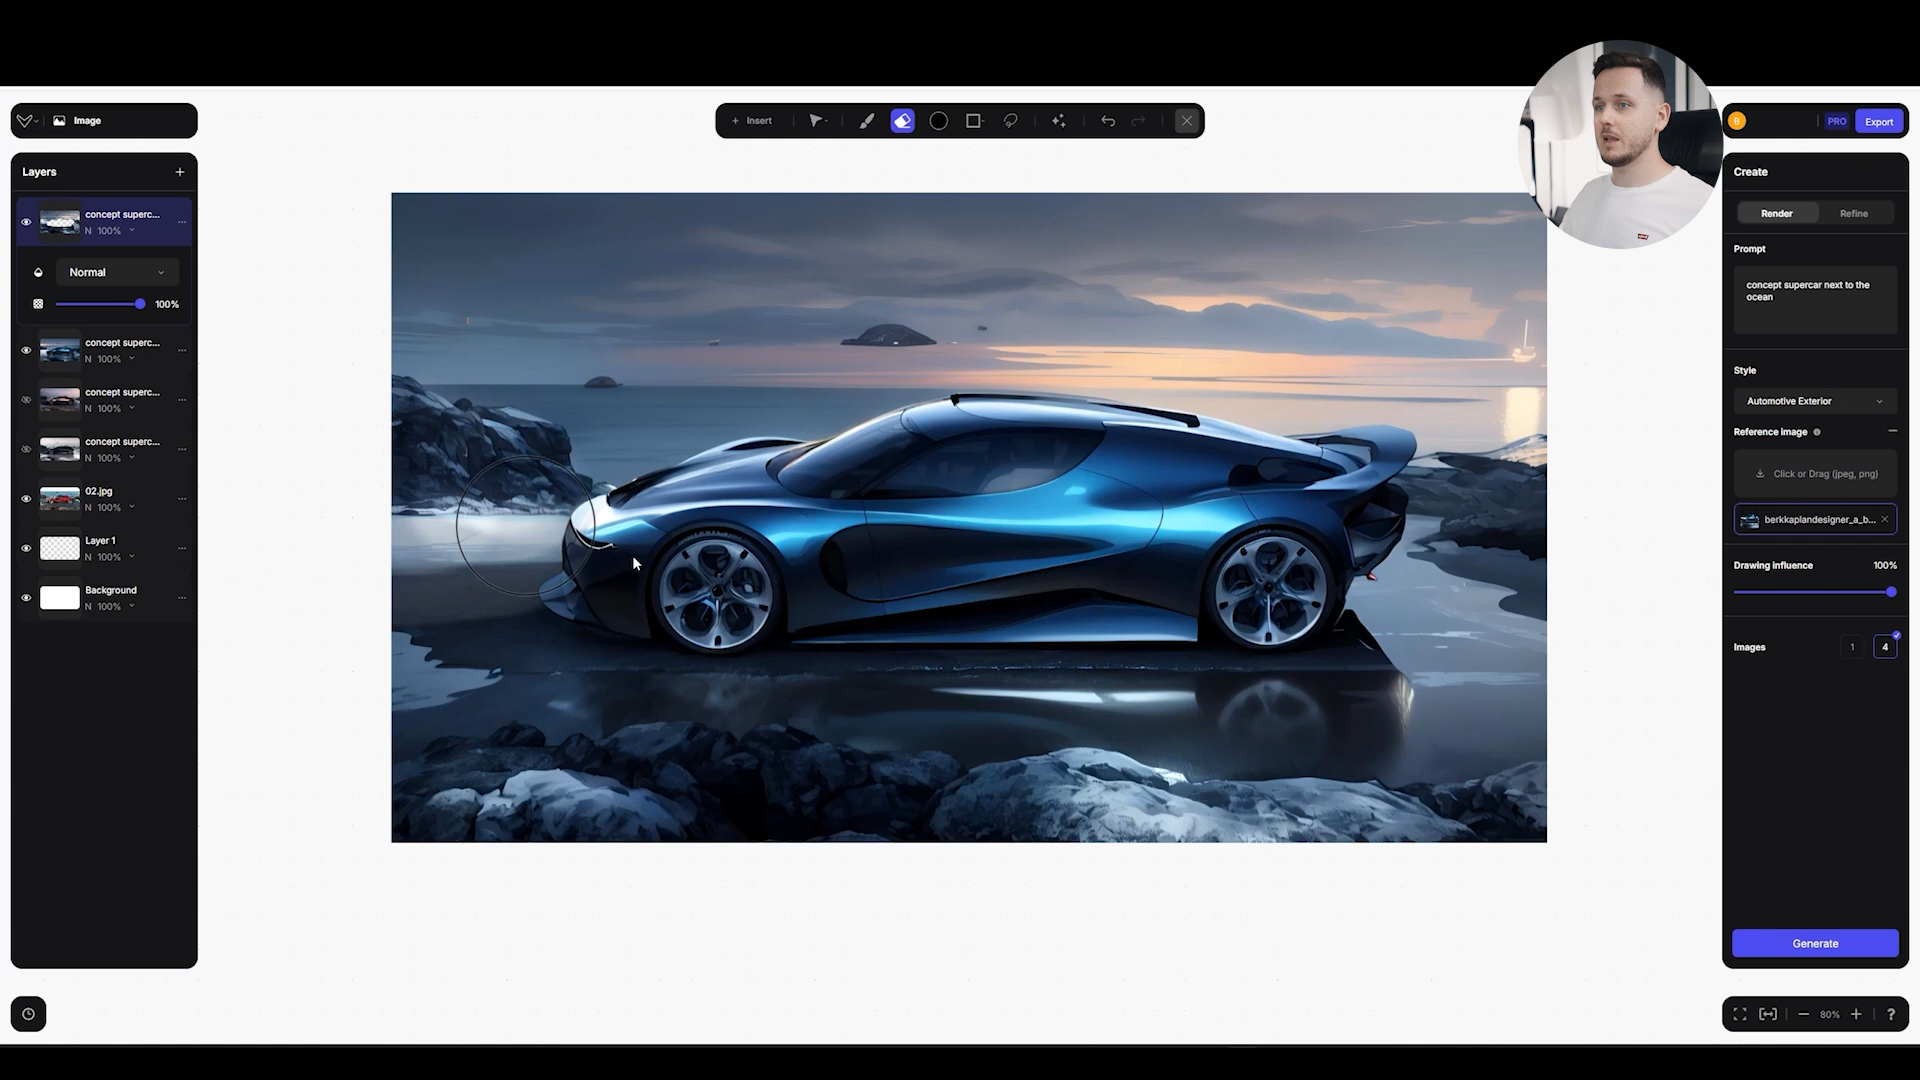 Image
Insert
B
PRO
Export
Layers
concept superc...
N 100%
Normal
100%
concept superc...
N 100%
concept superc...
N 100%
concept superc...
N 100%
02.jpg
N 100%
Layer 1
N 100%
Background
N 100%
Create
Render
Refine
Prompt
concept supercar next to the
ocean
Style
Automotive Exterior
Reference image
Click or Drag (jpeg, png)
berkkaplandesigner_a_b...
Drawing influence
100%
Images
1
4
Generate
80%
?